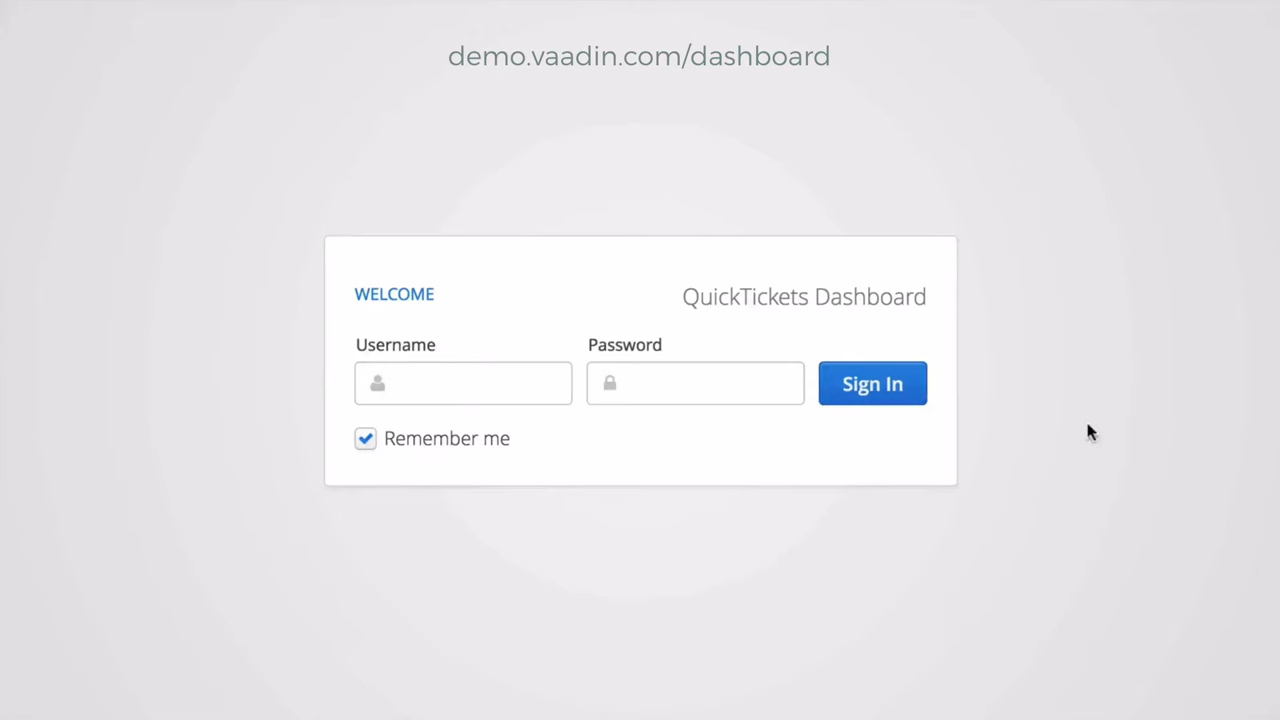 demo.vaadin.com/dashboard
WELCOME
QuickTickets Dashboard
Username
Password
Sign In
Remember me